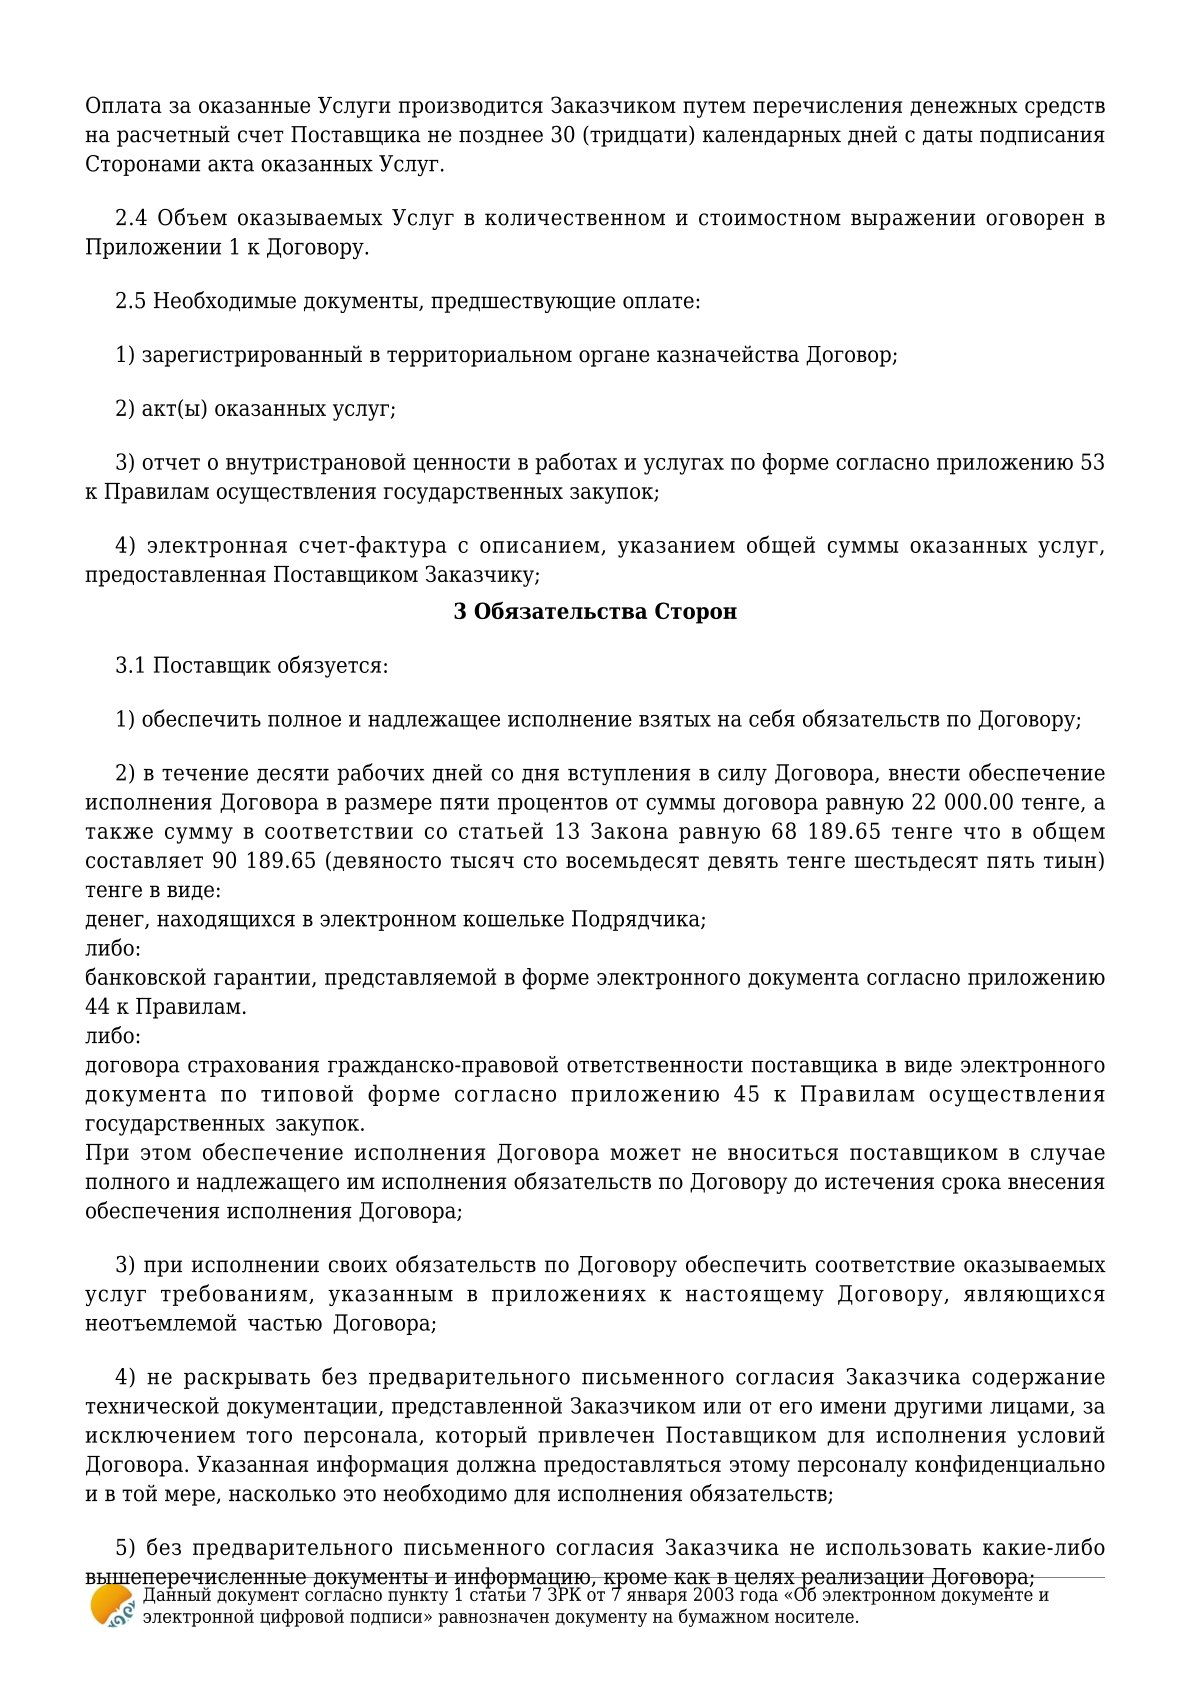 Оплата за оказанные Услуги производится Заказчиком путем перечисления денежных средств
на расчетный счет Поставщика не позднее 30 (тридцати) календарных дней с даты подписания
Сторонами акта оказанных Услуг.
2.4 Объем оказываемых Услуг в количественном и стоимостном выражении оговорен в
Приложении 1 к Договору.
2.5 Необходимые документы, предшествующие оплате:
1) зарегистрированный в территориальном органе казначейства Договор;
2) акт(ы) оказанных услуг;
3) отчет о внутристрановой ценности в работах и услугах по форме согласно приложению 53
к Правилам осуществления государственных закупок;
4) электронная счет-фактура с описанием, указанием общей суммы оказанных услуг,
предоставленная Поставщиком Заказчику;
3 Обязательства Сторон
3.1 Поставщик обязуется:
1) обеспечить полное и надлежащее исполнение взятых на себя обязательств по Договору;
2) в течение десяти рабочих дней со дня вступления в силу Договора, внести обеспечение
исполнения Договора в размере пяти процентов от суммы договора равную 22 000.00 тенге, а
также сумму в соответствии со статьей 13 Закона равную 68 189.65 тенге что в общем
составляет 90 189.65 (девяносто тысяч сто восемьдесят девять тенге шестьдесят пять тиын)
тенге в виде:
денег, находящихся в электронном кошельке Подрядчика;
либо:
банковской гарантии, представляемой в форме электронного документа согласно приложению
44 к Правилам.
либо:
договора страхования гражданско-правовой ответственности поставщика в виде электронного
документа по типовой форме согласно приложению 45 к Правилам осуществления
государственных закупок.
При этом обеспечение исполнения Договора может не вноситься поставщиком в случае
полного и надлежащего им исполнения обязательств по Договору до истечения срока внесения
обеспечения исполнения Договора;
3) при исполнении своих обязательств по Договору обеспечить соответствие оказываемых
услуг требованиям, указанным в приложениях к настоящему Договору, являющихся
неотъемлемой частью Договора;
4) не раскрывать без предварительного письменного согласия Заказчика содержание
технической документации, представленной Заказчиком или от его имени другими лицами, за
исключением того персонала, который привлечен Поставщиком для исполнения условий
Договора. Указанная информация должна предоставляться этому персоналу конфиденциально
и в той мере, насколько это необходимо для исполнения обязательств;
5) без предварительного письменного согласия Заказчика не использовать какие-либо
вышеперечисленные документы и информацию, кроме как в целях реализации Договора;
Данный документ согласно пункту 1 статьи 7 ЗРК от 7 января 2003 года «Об электронном документе и
электронной цифровой подписи» равнозначен документу на бумажном носителе.